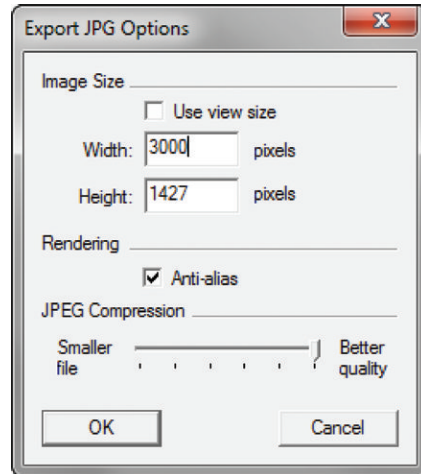 Export JPG Options
Image Size
Use view size
Width: 3000 pixels
Height: 1427 pixels
Rendering
Anti-alias
JPEG Compression
Smaller file
Better quality
OK Cancel